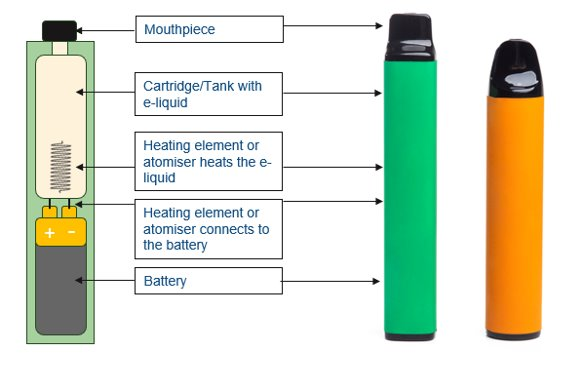 Mouthpiece
Cartridge/Tank with
e-liquid
Heating element or
atomiser heats the e-
liquid
Heating element or
atomiser connects to
the battery
+ -
Battery